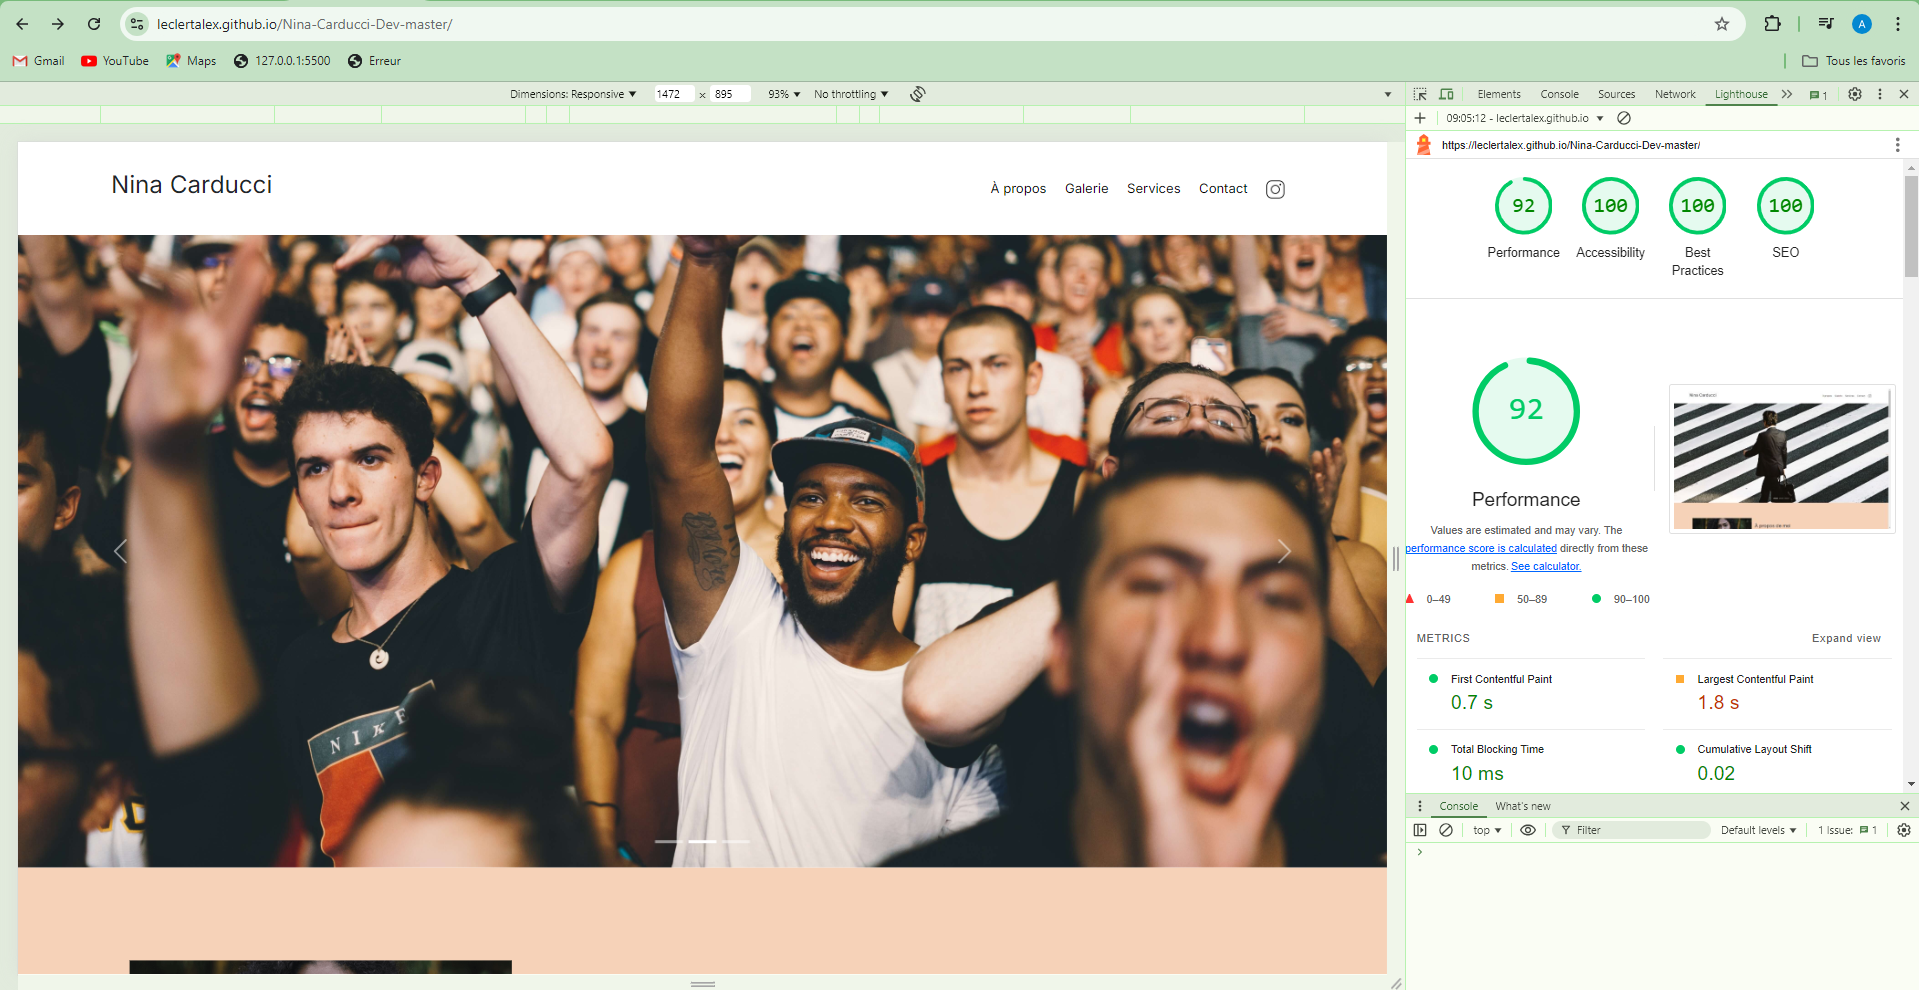 leclertalex.github.io/Nina-Carducci-Dev-master/
A
Gmail YouTube Maps 127.0.0.1:5500 Erreur Tous les favoris
Dimensions: Responsive 1472 x 895 93% No throttling
Elements Console Sources Network Lighthouse 1
09:05:12 - leclertalex.github.io
https://leclertalex.github.io/Nina-Carducci-Dev-master/
Nina Carducci À propos Galerie Services Contact
NIKE
92 100 100 100
Performance Accessibility Best Practices SEO
92
Performance
Values are estimated and may vary. The
performance score is calculated directly from these
metrics. See calculator.
0–49 50–89 90–100
Nina Carducci
A propos de moi
METRICS Expand view
First Contentful Paint
0.7 s
Largest Contentful Paint
1.8 s
Total Blocking Time
10 ms
Cumulative Layout Shift
0.02
Console What's new
top Filter Default levels 1 Issue: 1